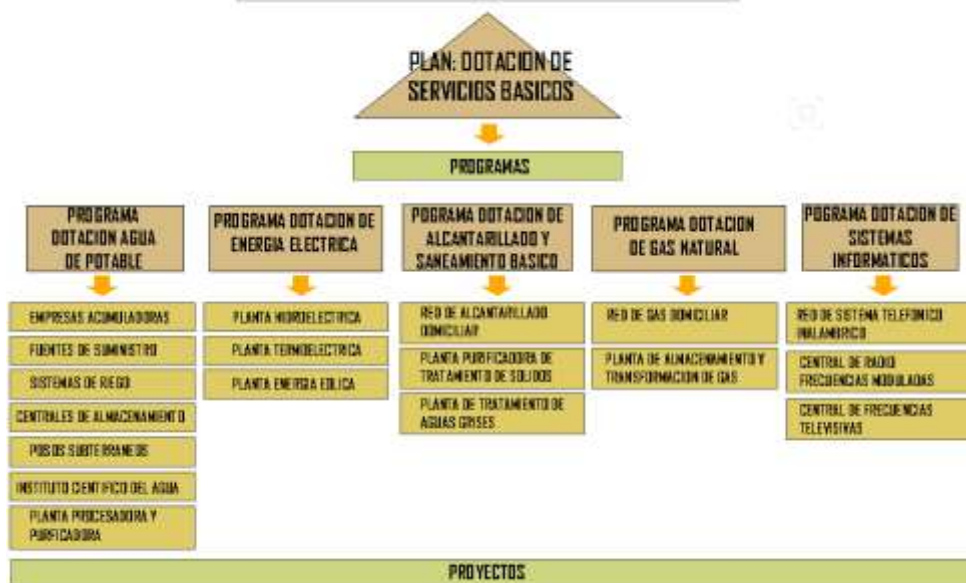 PLAN: DOTACION DE
SERVICIOS BASICOS
PROGRAMAS
PROGRAMA
DOTACION AGUA
DE POTABLE
PROGRAMA DOTACION DE
ENERGIA ELECTRICA
POGRAMA DOTACION DE
ALCANTARILLADO Y
SANEAMIENTO BASICO
PROGRAMA DOTACION
DE GAS NATURAL
POGRAMA DOTACION DE
SISTEMAS
INFORMATICOS
EMPRESAS ACUMULADORAS
FUENTES DE SUMINISTRO
SISTEMAS DE RIEGO
CENTRALES DE ALMACENAMIENTO
POSOS SUBTERRANEOS
INSTITUTO CIENTIFICO DEL AGUA
PLANTA PROCESADORA Y
PURFICADORA
PLANTA HIDROELECTRICA
PLANTA TERMOELECTRICA
PLANTA ENERGIA EOLICA
RED DE ALCANTARILLADO
DOMICILIAR
PLANTA PURIFICADORA DE
TRATAMIENTO DE SOLIDOS
PLANTA DE TRATAMIENTO DE
AGUAS GRISES
RED DE GAS DOMICILIAR
PLANTA DE ALMACENAMIENTO Y
TRANSFORMACION DE GAS
RED DE SISTEMA TELEFONICO
INALAMBRICO
CENTRAL DE RADIO
FRECUENCIAS MODULADAS
CENTRAL DE FRECUENCIAS
TELEVISIVAS
PROYECTOS